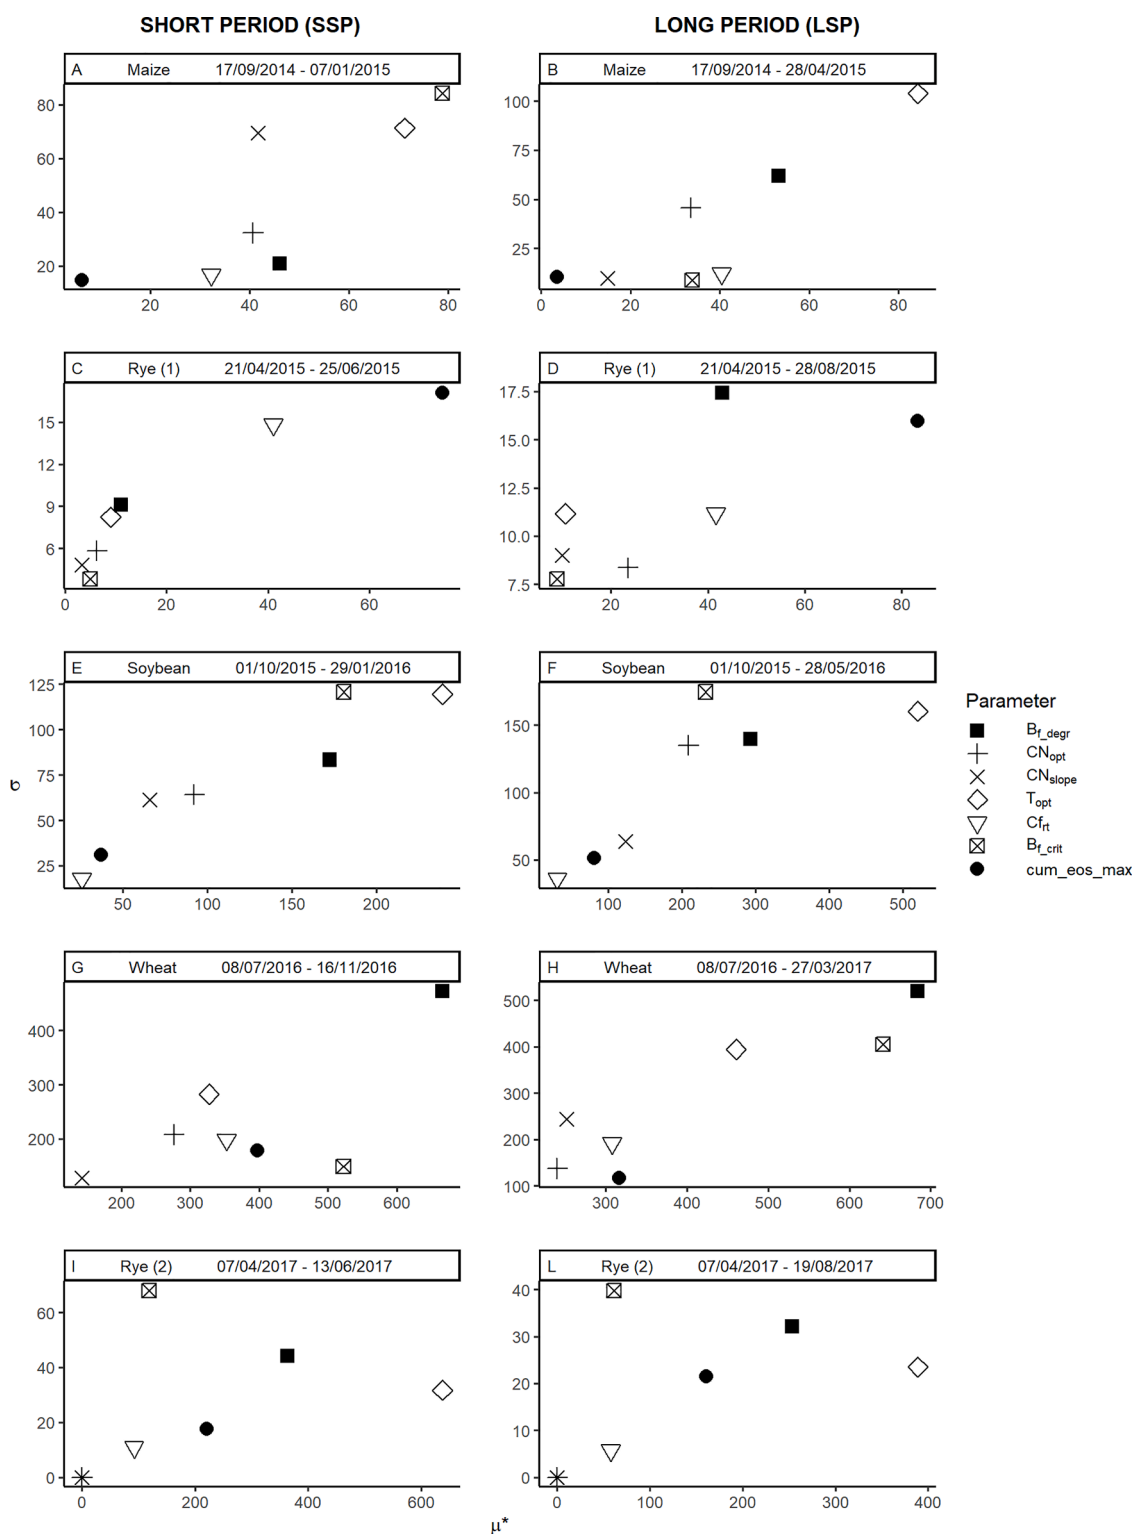 SHORT PERIOD (SSP) LONG PERIOD (LSP)
A Maize 17/09/2014 - 07/01/2015
80
60
40
20
20 40 60 80
B Maize 17/09/2014 - 28/04/2015
100
75
50
25
0 20 40 60 80
C Rye (1) 21/04/2015 - 25/06/2015
15
12
9
6
0 20 40 60
D Rye (1) 21/04/2015 - 28/08/2015
17.5
15.0
12.5
10.0
7.5
20 40 60 80
E Soybean 01/10/2015 - 29/01/2016
125
100
75
50
25
50 100 150 200
F Soybean 01/10/2015 - 28/05/2016
150
100
50
100 200 300 400 500
σ
G Wheat 08/07/2016 - 16/11/2016
400
300
200
200 300 400 500 600
H Wheat 08/07/2016 - 27/03/2017
500
400
300
200
100
300 400 500 600 700
I Rye (2) 07/04/2017 - 13/06/2017
60
40
20
0
0 200 400 600
L Rye (2) 07/04/2017 - 19/08/2017
40
30
20
10
0
0 100 200 300 400
μ*
Parameter
Bf_degr
CNopt
CNslope
Topt
Cfrt
Bf_crit
cum_eos_max